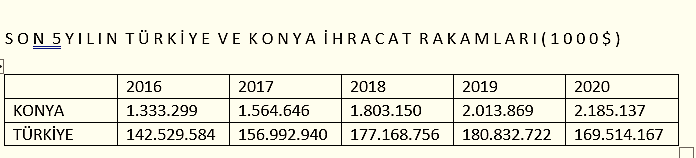 SON 5YILIN TÜRKİYE VE KONYA İHRACAT RAKAMLARI(1000$)
2016 2017 2018 2019 2020
KONYA 1.333.299 1.564.646 1.803.150 2.013.869 2.185.137
TÜRKİYE 142.529.584 156.992.940 177.168.756 180.832.722 169.514.167